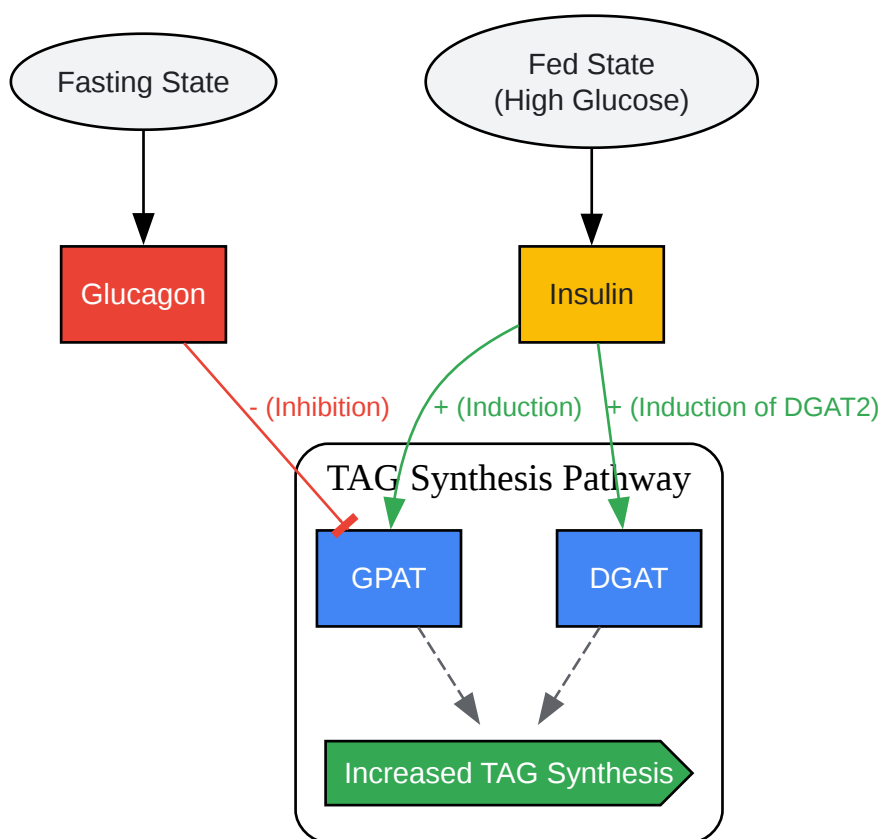 Fasting State
Fed State
(High Glucose)
Glucagon
Insulin
- (Inhibition)
+ (Induction)
+ (Induction of DGAT2)
TAG Synthesis Pathway
GPAT
DGAT
Increased TAG Synthesis